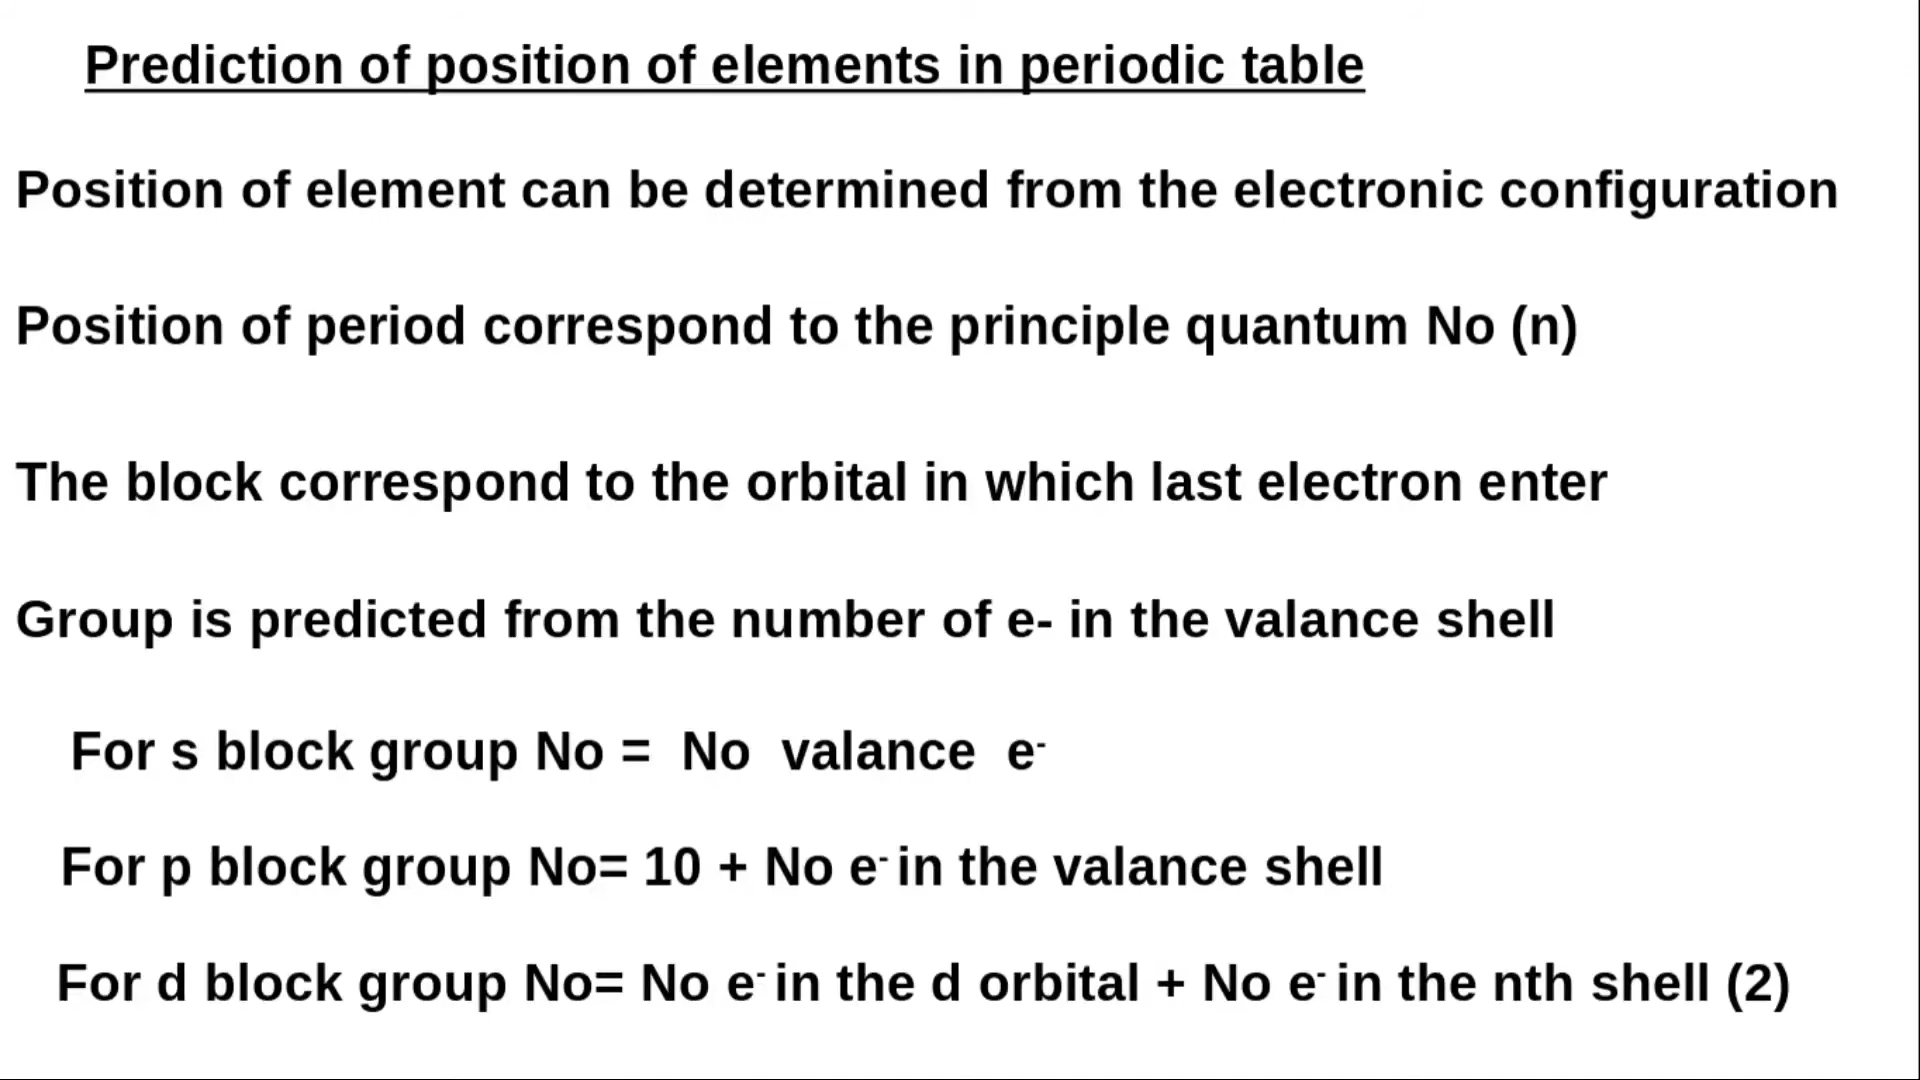 Prediction of position of elements in periodic table
Position of element can be determined from the electronic configuration
Position of period correspond to the principle quantum No (n)
The block correspond to the orbital in which last electron enter
Group is predicted from the number of e- in the valance shell
For s block group No = No valance e⁻
For p block group No= 10 + No e⁻ in the valance shell
For d block group No= No e⁻ in the d orbital + No e⁻ in the nth shell (2)